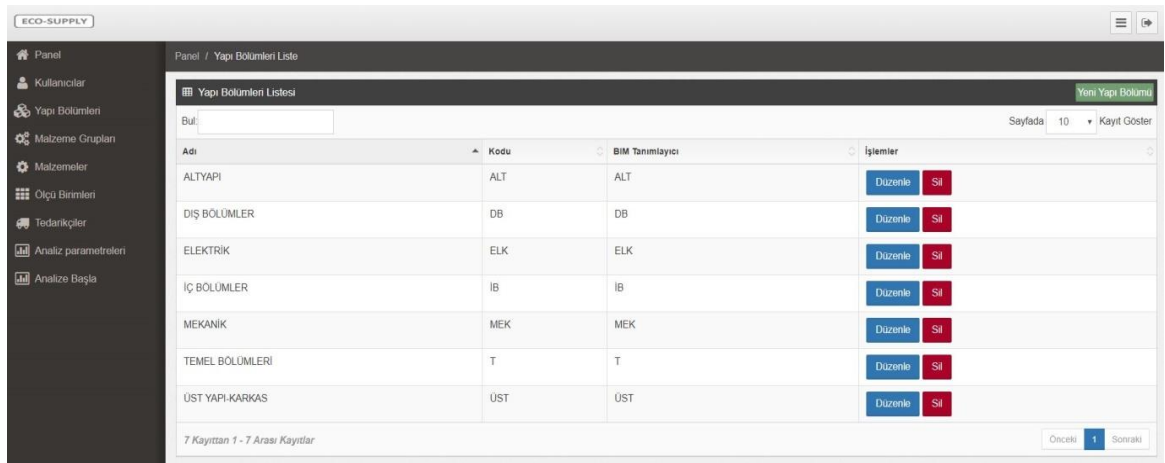 ECO-SUPPLY
Panel
Kullanıcılar
Yapı Bölümleri
Malzeme Grupları
Malzemeler
Ölçü Birimleri
Tedarikçiler
Analiz parametreleri
Analize Başla
Panel / Yapı Bölümleri Liste
Yapı Bölümleri Listesi Yeni Yapı Bölümü
Bul: Sayfada 10 Kayıt Göster
Adı Kodu BIM Tanımlayıcı İşlemler
ALTYAPI ALT ALT Düzenle Sil
DIŞ BÖLÜMLER DB DB Düzenle Sil
ELEKTRİK ELK ELK Düzenle Sil
İÇ BÖLÜMLER İB İB Düzenle Sil
MEKANİK MEK MEK Düzenle Sil
TEMEL BÖLÜMLERİ T T Düzenle Sil
ÜST YAPI-KARKAS ÜST ÜST Düzenle Sil
7 Kayıttan 1 - 7 Arası Kayıtlar Önceki 1 Sonraki